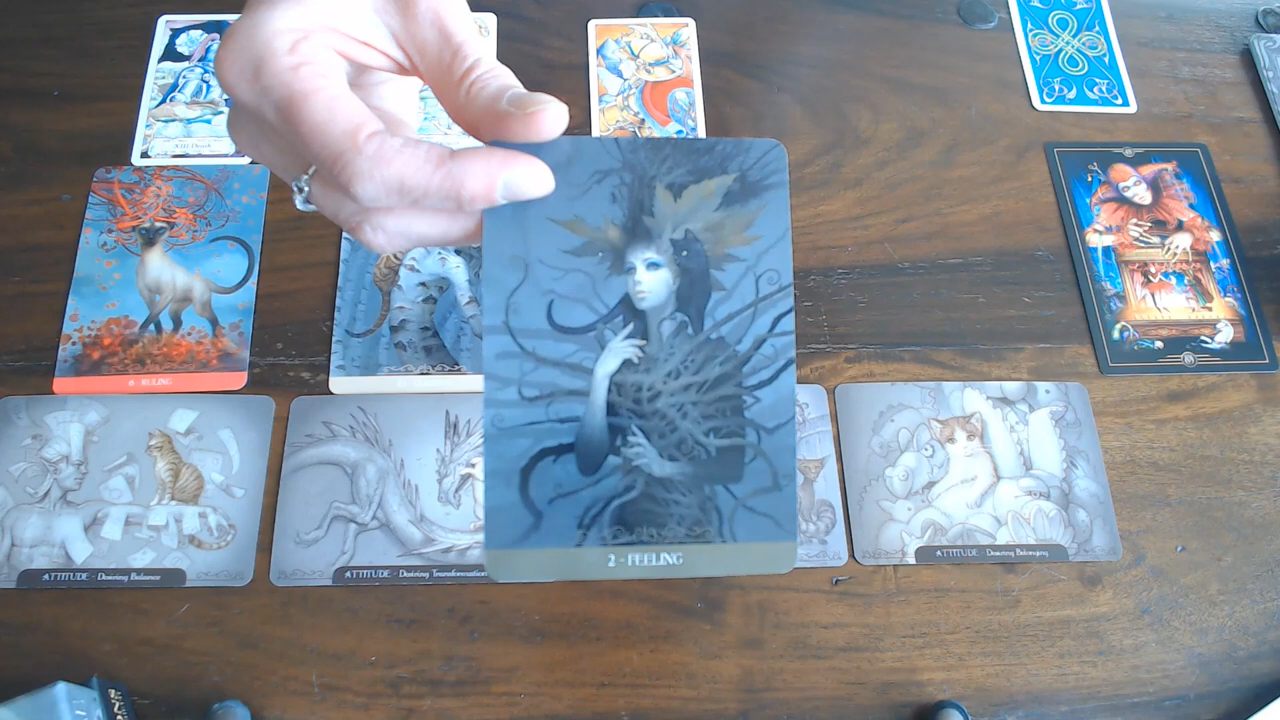 XIII Death
6 - RULING
2 - FEELING
ATTITUDE - Desiring Balance
ATTITUDE - Desiring Transformation
ATTITUDE - Desiring Belonging